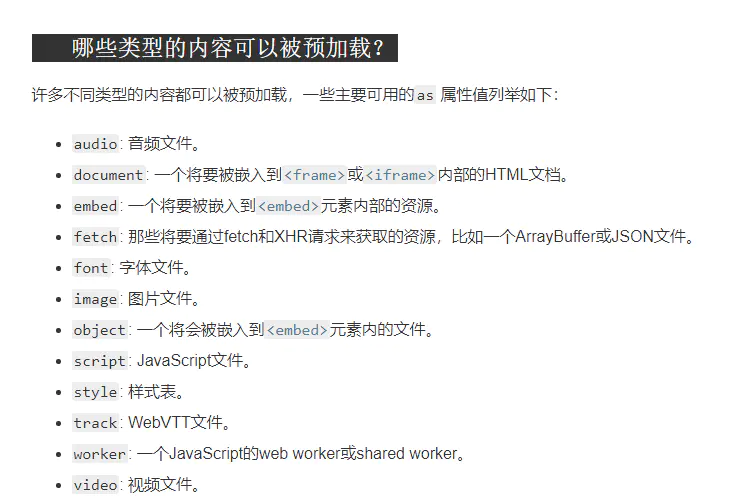 哪些类型的内容可以被预加载？
许多不同类型的内容都可以被预加载，一些主要可用的as 属性值列举如下：
audio: 音频文件。
document: 一个将要被嵌入到<frame>或<iframe>内部的HTML文档。
embed: 一个将要被嵌入到<embed>元素内部的资源。
fetch: 那些将要通过fetch和XHR请求来获取的资源，比如一个ArrayBuffer或JSON文件。
font: 字体文件。
image: 图片文件。
object: 一个将会被嵌入到<embed>元素内的文件。
script: JavaScript文件。
style: 样式表。
track: WebVTT文件。
worker: 一个JavaScript的web worker或shared worker。
video: 视频文件。